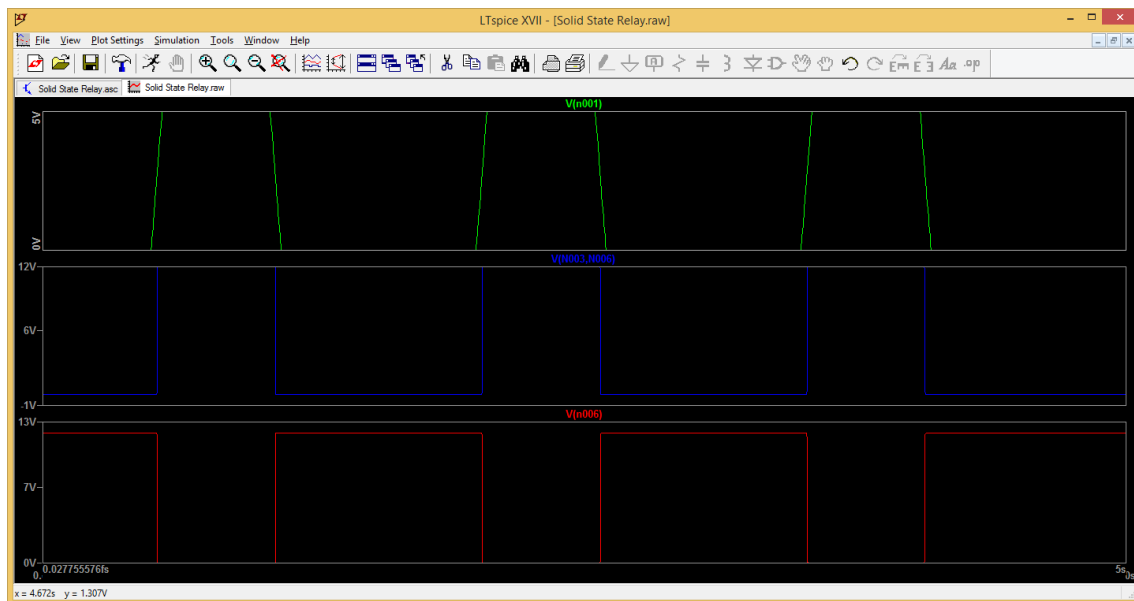 LTspice XVII - [Solid State Relay.raw]
File View Plot Settings Simulation Tools Window Help
Solid State Relay.asc Solid State Relay.raw
V(n001)
5V
0V
V(N003,N006)
12V
6V
-1V
V(n006)
13V
7V
0V
0.027755576fs
0.
5s
0s
x = 4.672s y = 1.307V